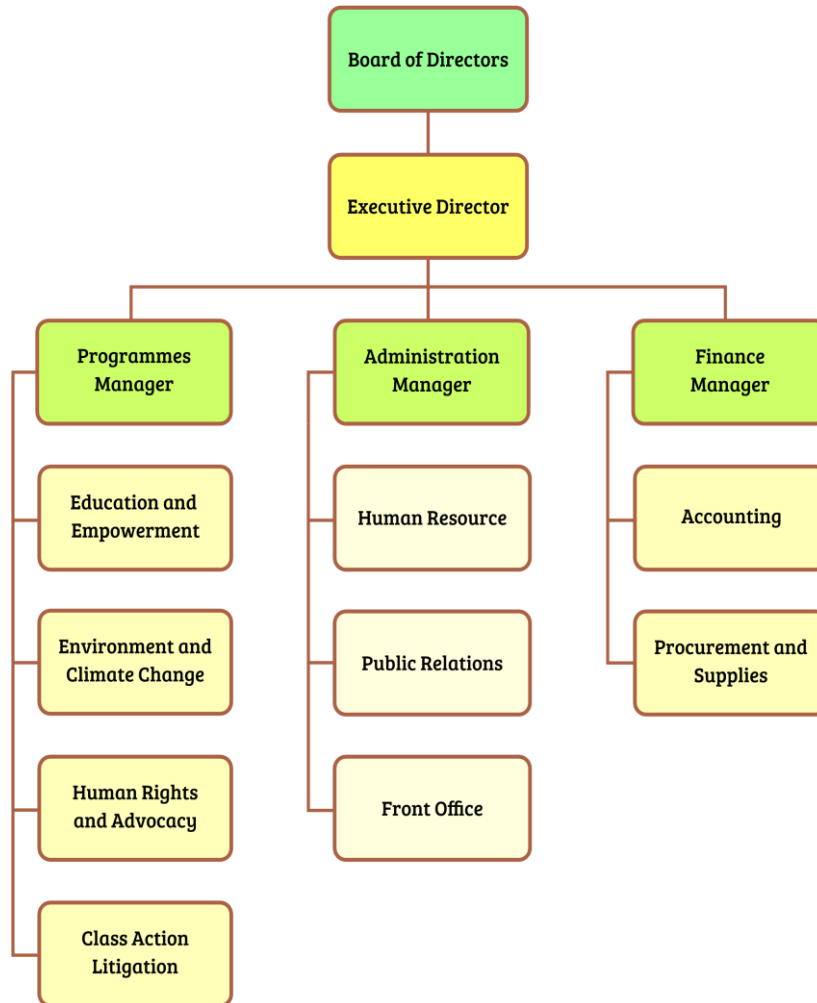 Board of Directors
Executive Director
Programmes
Manager
Administration
Manager
Finance
Manager
Education and
Empowerment
Human Resource
Accounting
Environment and
Climate Change
Public Relations
Procurement and
Supplies
Human Rights
and Advocacy
Front Office
Class Action
Litigation